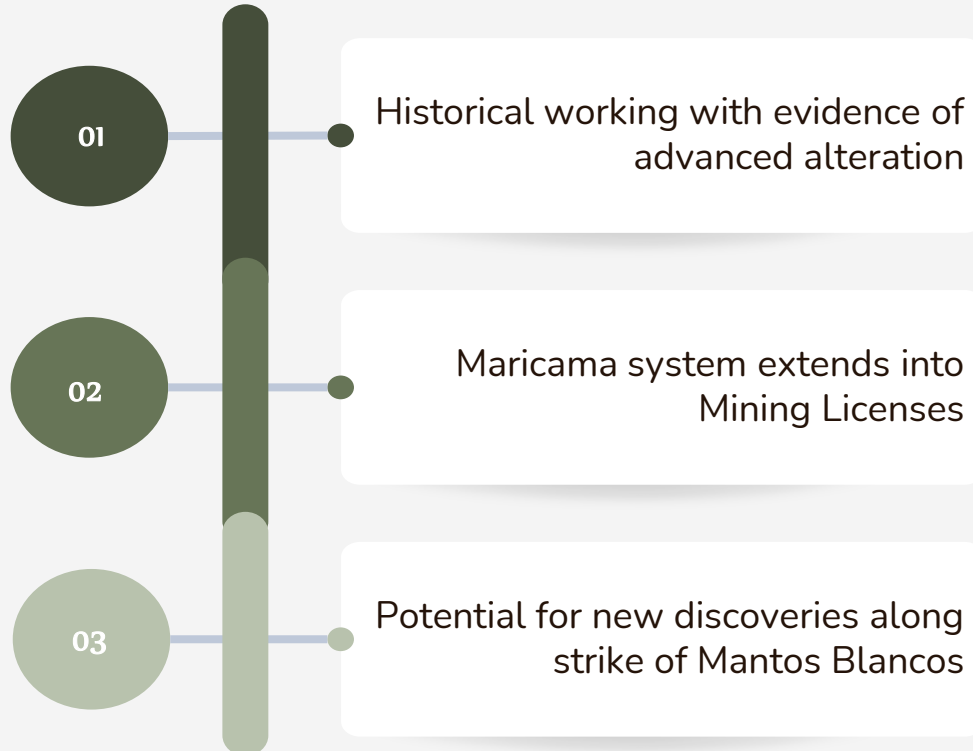 01
Historical working with evidence of
advanced alteration
02
Maricama system extends into
Mining Licenses
03
Potential for new discoveries along
strike of Mantos Blancos